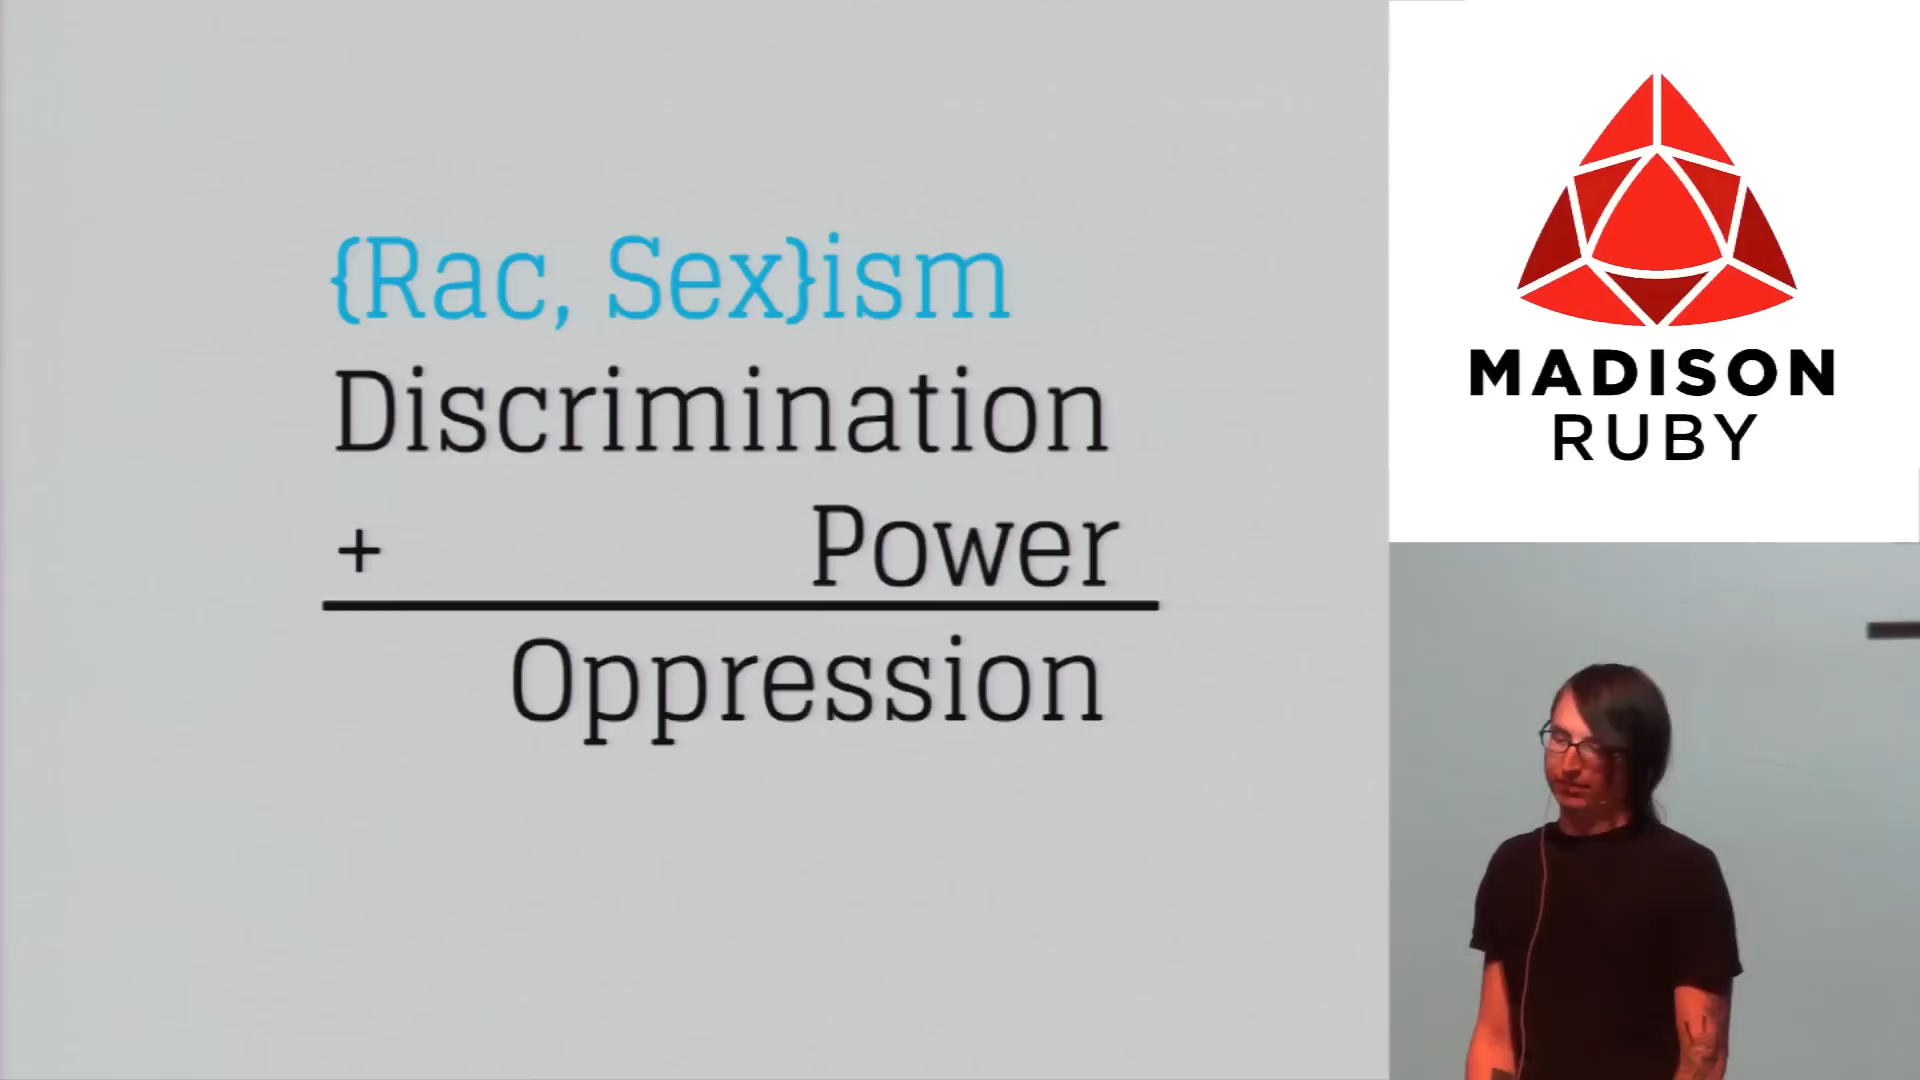 {Rac, Sex}ism
Discrimination
+ Power
Oppression
MADISON
RUBY